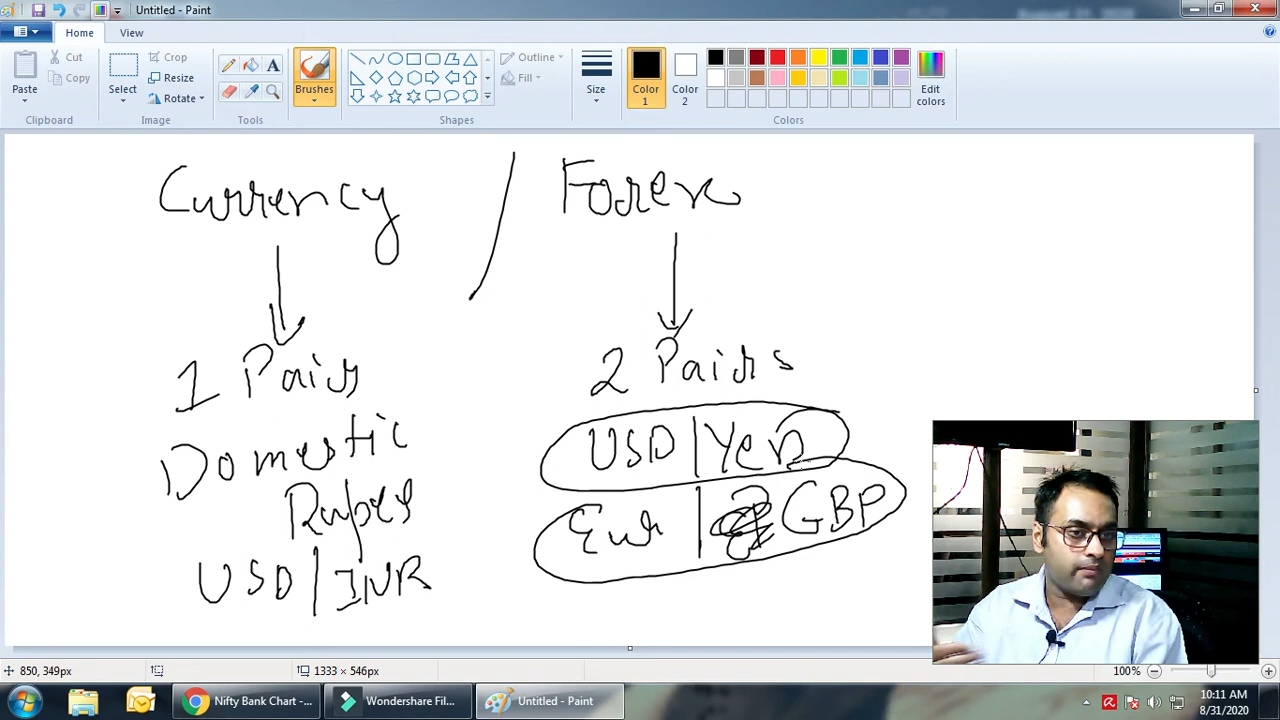 Untitled - Paint
Home
View
Paste
Cut
Copy
Clipboard
Select
Crop
Resize
Rotate
Image
A
Tools
Brushes
Outline
Fill
Shapes
Size
Color 1
Color 2
Edit colors
Colors
Currency / Forex
1 Pair
2 Pairs
Domestic
Rupees
USD | INR
USD | Yen
Eur | GBP
850, 349px
1333 × 546px
100%
Nifty Bank Chart -...
Wondershare Fil...
Untitled - Paint
10:11 AM
8/31/2020